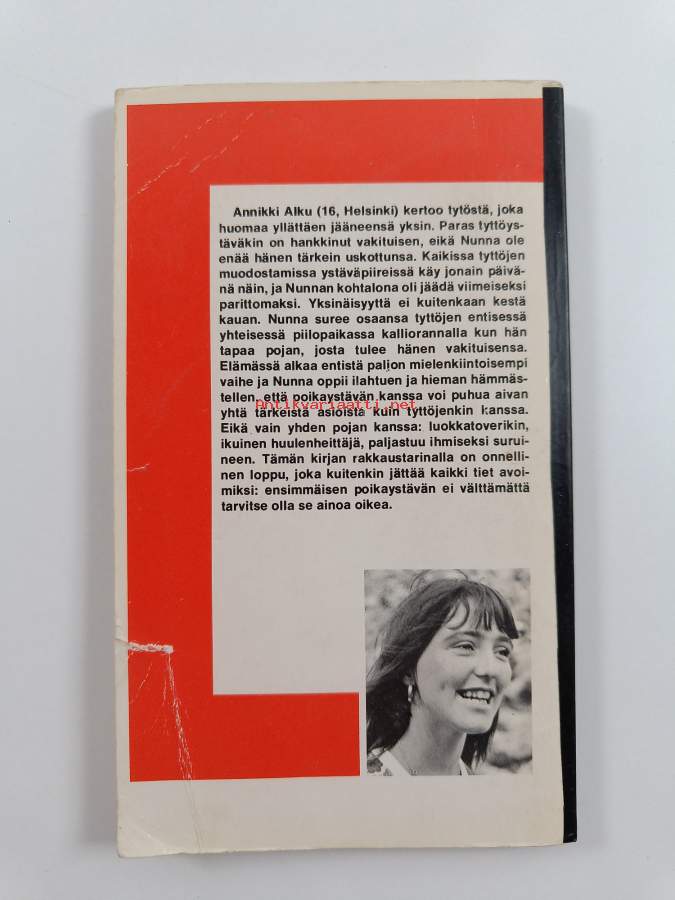 Annikki Alku (16, Helsinki) kertoo tytöstä, joka
huomaa yllättäen jääneensä yksin. Paras tyttöys-
täväkin on hankkinut vakituisen, eikä Nunna ole
enää hänen tärkein uskottunsa. Kaikissa tyttöjen
muodostamissa ystäväpiireissä käy jonain päivä-
nä näin, ja Nunnan kohtalona oli jäädä viimeiseksi
parittomaksi. Yksinäisyyttä ei kuitenkaan kestä
kauan. Nunna suree osaansa tyttöjen entisessä
yhteisessä piilopaikassa kalliorannalla kun hän
tapaa pojan, josta tulee hänen vakituisensa.
Elämässä alkaa entistä paljon mielenkiintoisempi
vaihe ja Nunna oppii ilahtuen ja hieman hämmäs-
tellen, että poikaystävän kanssa voi puhua aivan
Antikvariaatti.net
yhtä tärkeistä asioista kuin tyttöjenkin kanssa.
Eikä vain yhden pojan kanssa: luokkatoverikin,
ikuinen huulenheittäjä, paljastuu ihmiseksi surui-
neen. Tämän kirjan rakkaustarinalla on onnelli-
nen loppu, joka kuitenkin jättää kaikki tiet avoi-
miksi: ensimmäisen poikaystävän ei välttämättä
tarvitse olla se ainoa oikea.